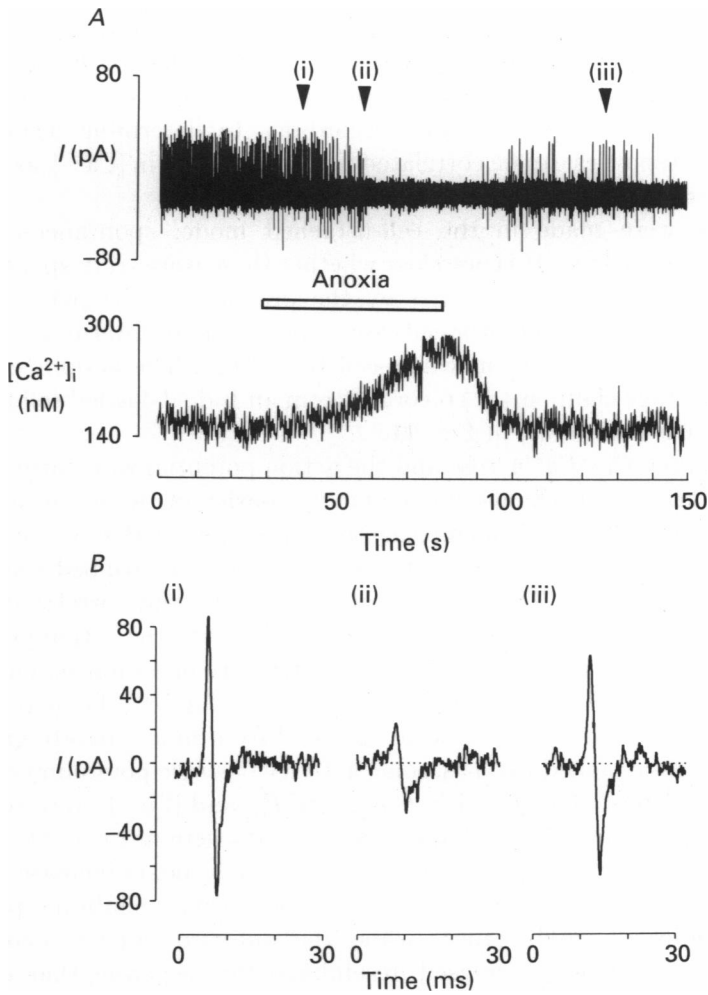 A
80
(i) (ii) (iii)
I (pA)
−80
Anoxia
300
[Ca²⁺]ᵢ
(nM)
140
0 50 100 150
Time (s)
B
(i) (ii) (iii)
80
40
I (pA) 0
−40
−80
0 30 0 30 0 30
Time (ms)